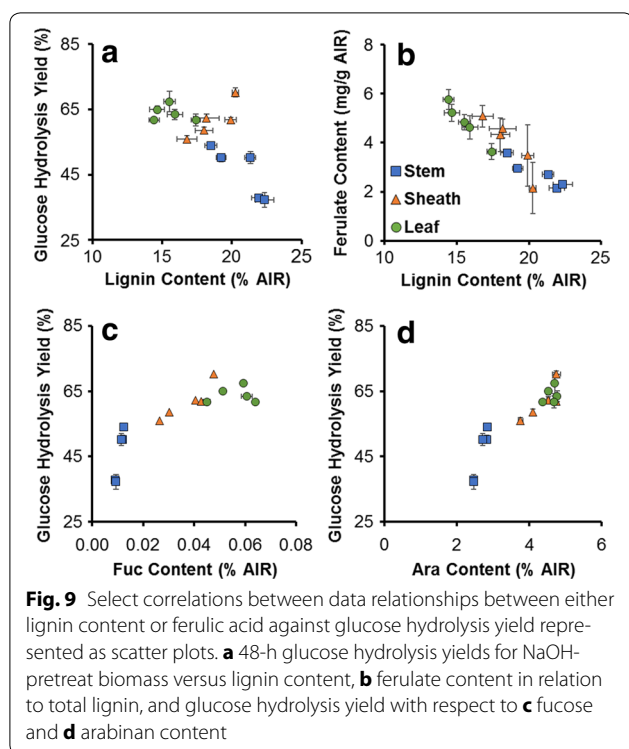 a
Glucose Hydrolysis Yield (%)
85
65
45
25
10 15 20 25
Lignin Content (% AIR)
b
Ferulate Content (mg/g AIR)
8
6
4
2
0
Stem
Sheath
Leaf
10 15 20 25
Lignin Content (% AIR)
c
Glucose Hydrolysis Yield (%)
85
65
45
25
0.00 0.02 0.04 0.06 0.08
Fuc Content (% AIR)
d
Glucose Hydrolysis Yield (%)
85
65
45
25
0 2 4 6
Ara Content (% AIR)
Fig. 9 Select correlations between data relationships between either
lignin content or ferulic acid against glucose hydrolysis yield repre-
sented as scatter plots. a 48-h glucose hydrolysis yields for NaOH-
pretreat biomass versus lignin content, b ferulate content in relation
to total lignin, and glucose hydrolysis yield with respect to c fucose
and d arabinan content